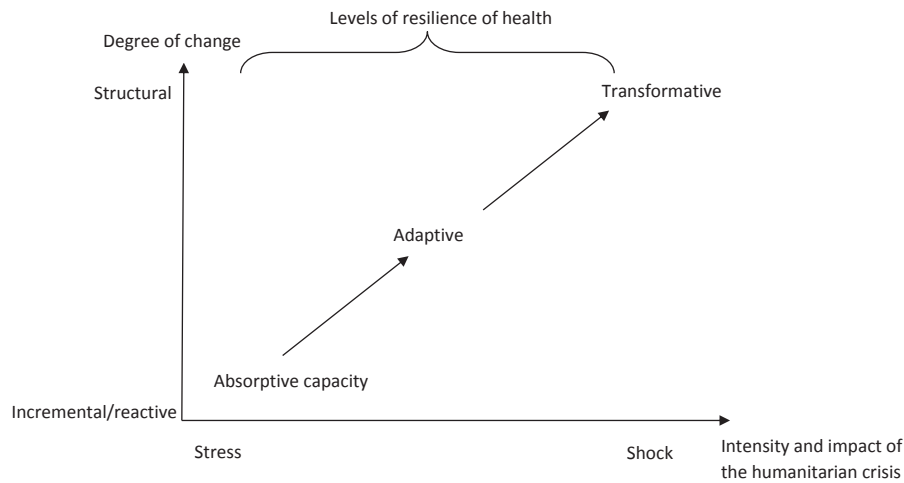 Levels of resilience of health
Degree of change
Structural
Transformative
Adaptive
Absorptive capacity
Incremental/reactive
Stress
Shock
Intensity and impact of
the humanitarian crisis